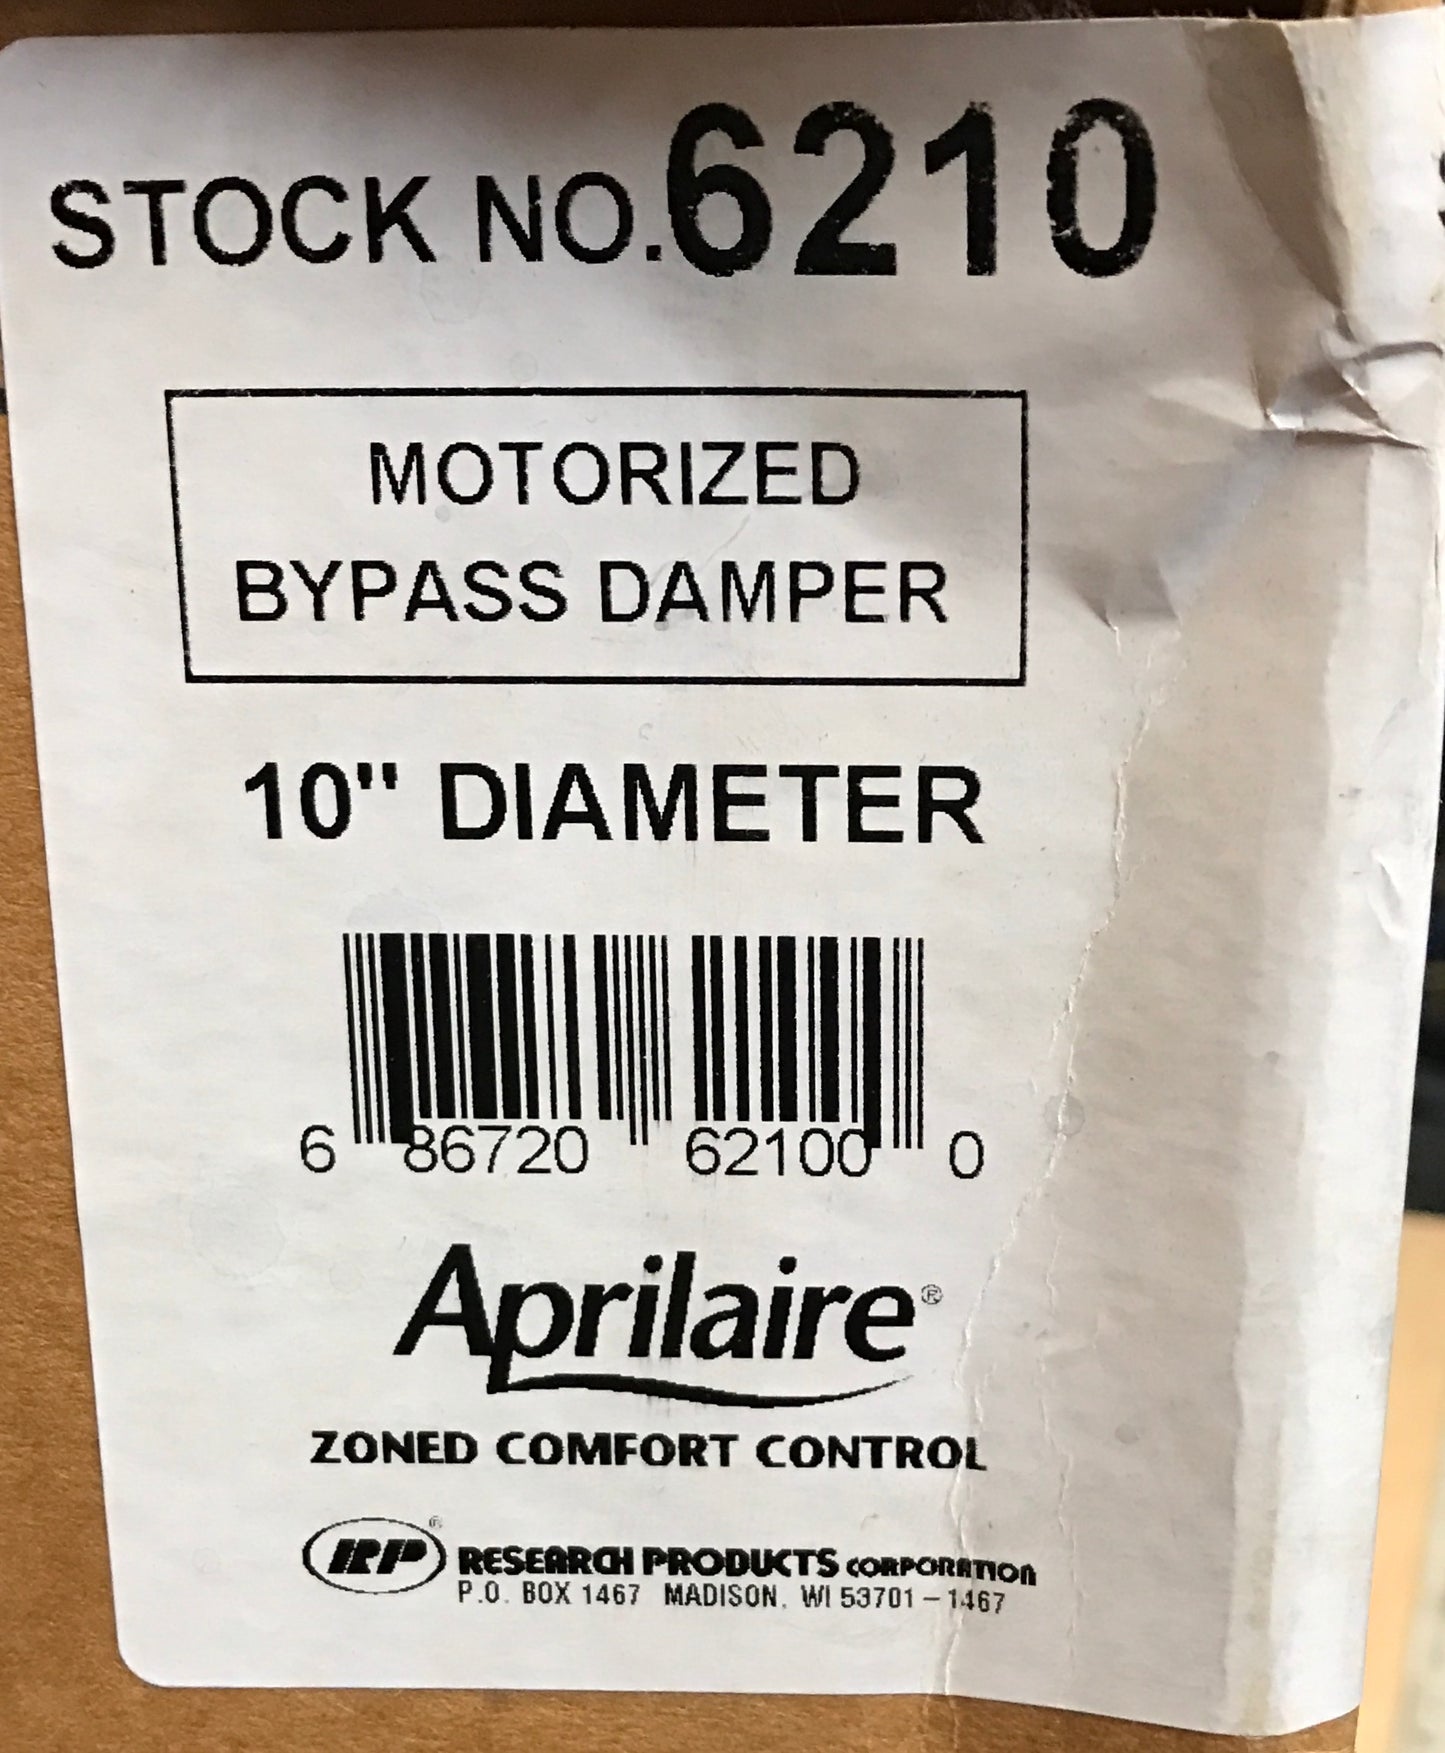 STOCK NO.6210
MOTORIZED
BYPASS DAMPER
10" DIAMETER
6 86720 62100 0
Aprilaire®
ZONED COMFORT CONTROL
RP® RESEARCH PRODUCTS CORPORATION
P.O. BOX 1467 MADISON, WI 53701-1467